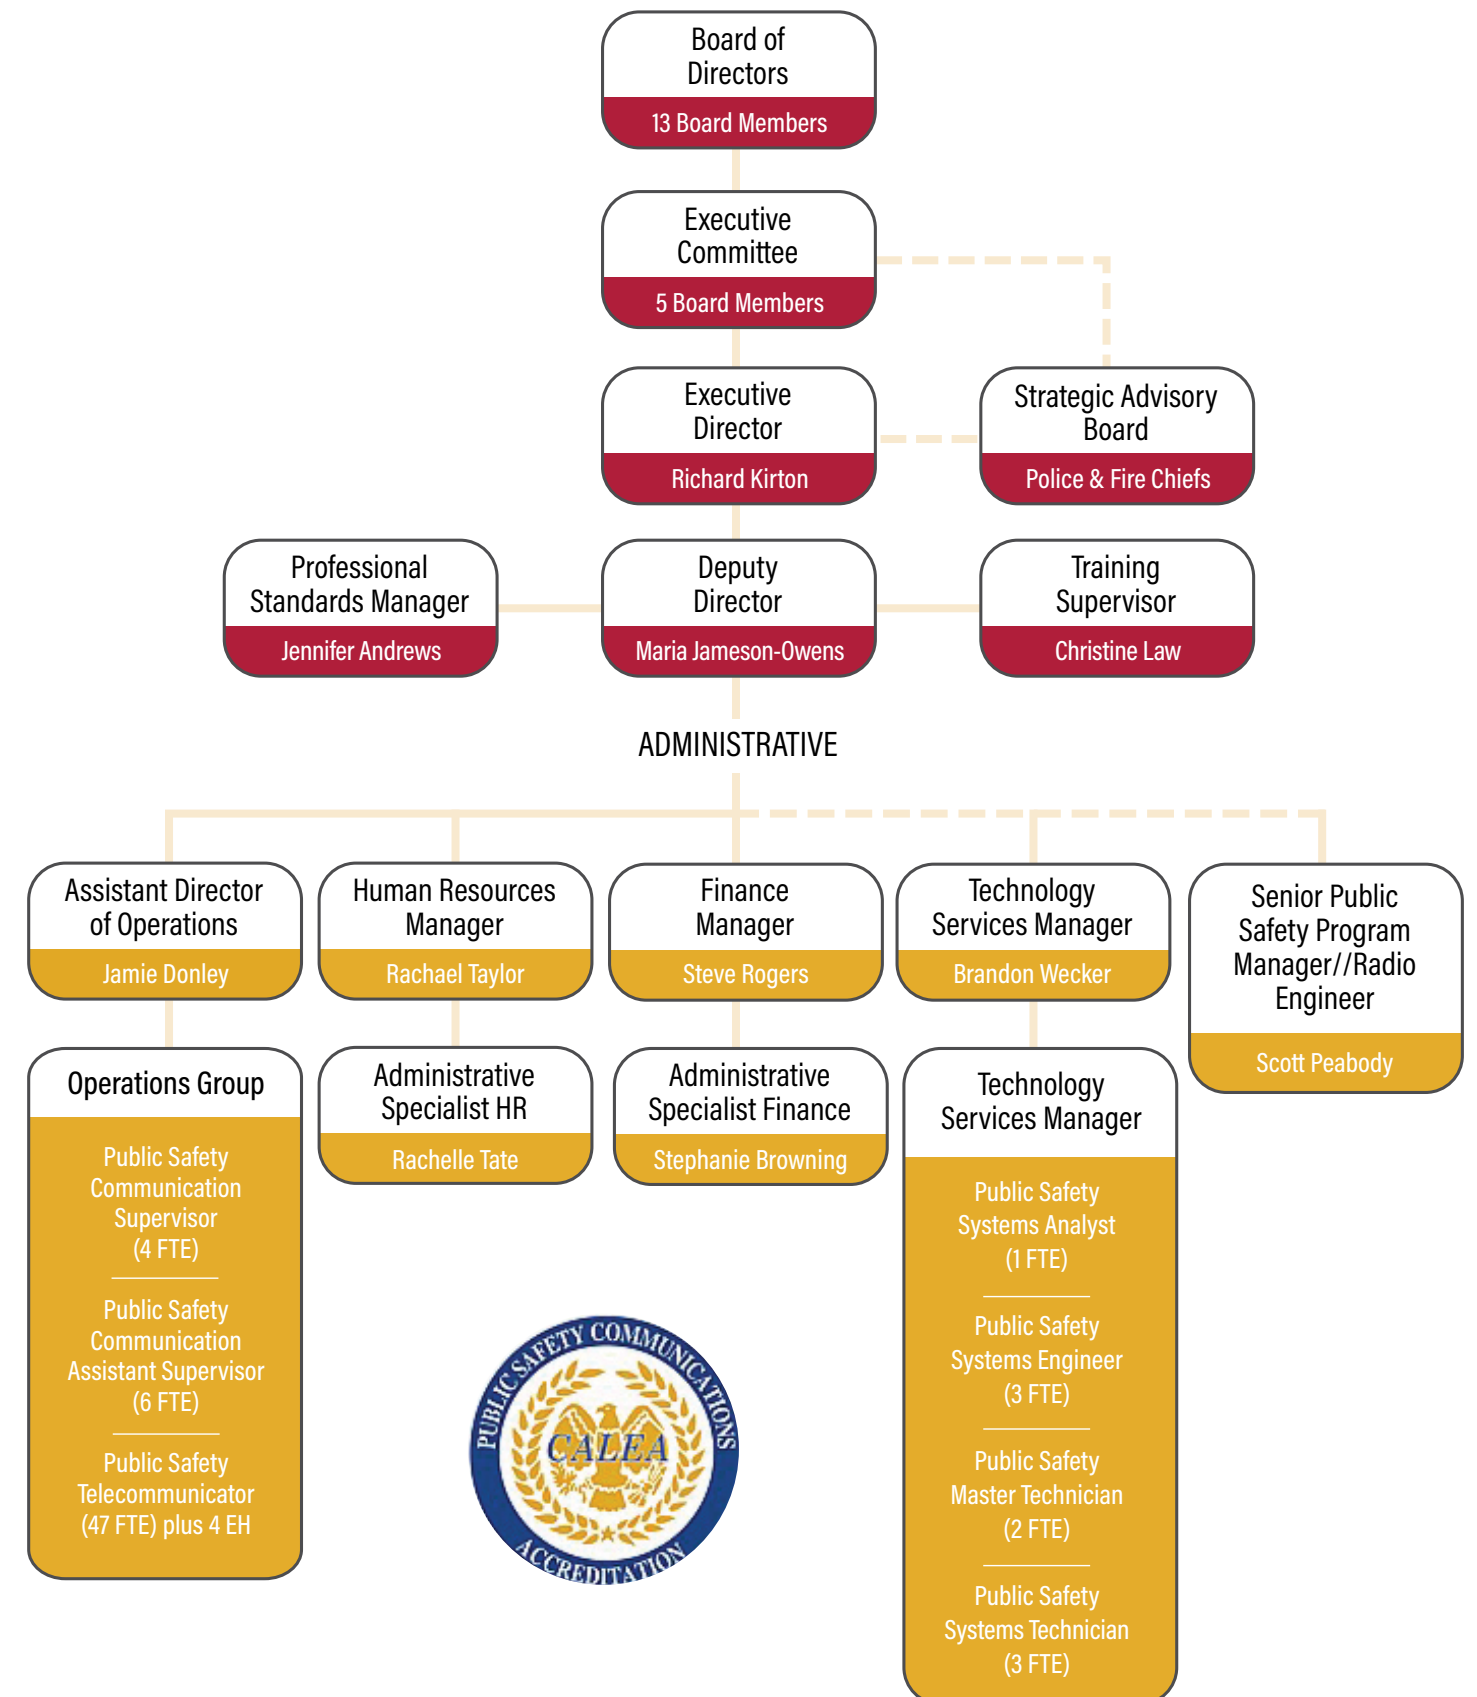 Board of
Directors
13 Board Members
Executive
Committee
5 Board Members
Executive
Director
Richard Kirton
Strategic Advisory
Board
Police & Fire Chiefs
Professional
Standards Manager
Jennifer Andrews
Deputy
Director
Maria Jameson-Owens
Training
Supervisor
Christine Law
ADMINISTRATIVE
Assistant Director
of Operations
Jamie Donley
Human Resources
Manager
Rachael Taylor
Finance
Manager
Steve Rogers
Technology
Services Manager
Brandon Wecker
Senior Public
Safety Program
Manager//Radio
Engineer
Scott Peabody
Operations Group
Public Safety
Communication
Supervisor
(4 FTE)
Public Safety
Communication
Assistant Supervisor
(6 FTE)
Public Safety
Telecommunicator
(47 FTE) plus 4 EH
Administrative
Specialist HR
Rachelle Tate
Administrative
Specialist Finance
Stephanie Browning
Technology
Services Manager
Public Safety
Systems Analyst
(1 FTE)
Public Safety
Systems Engineer
(3 FTE)
Public Safety
Master Technician
(2 FTE)
Public Safety
Systems Technician
(3 FTE)
PUBLIC SAFETY COMMUNICATIONS
CALEA
ACCREDITATION